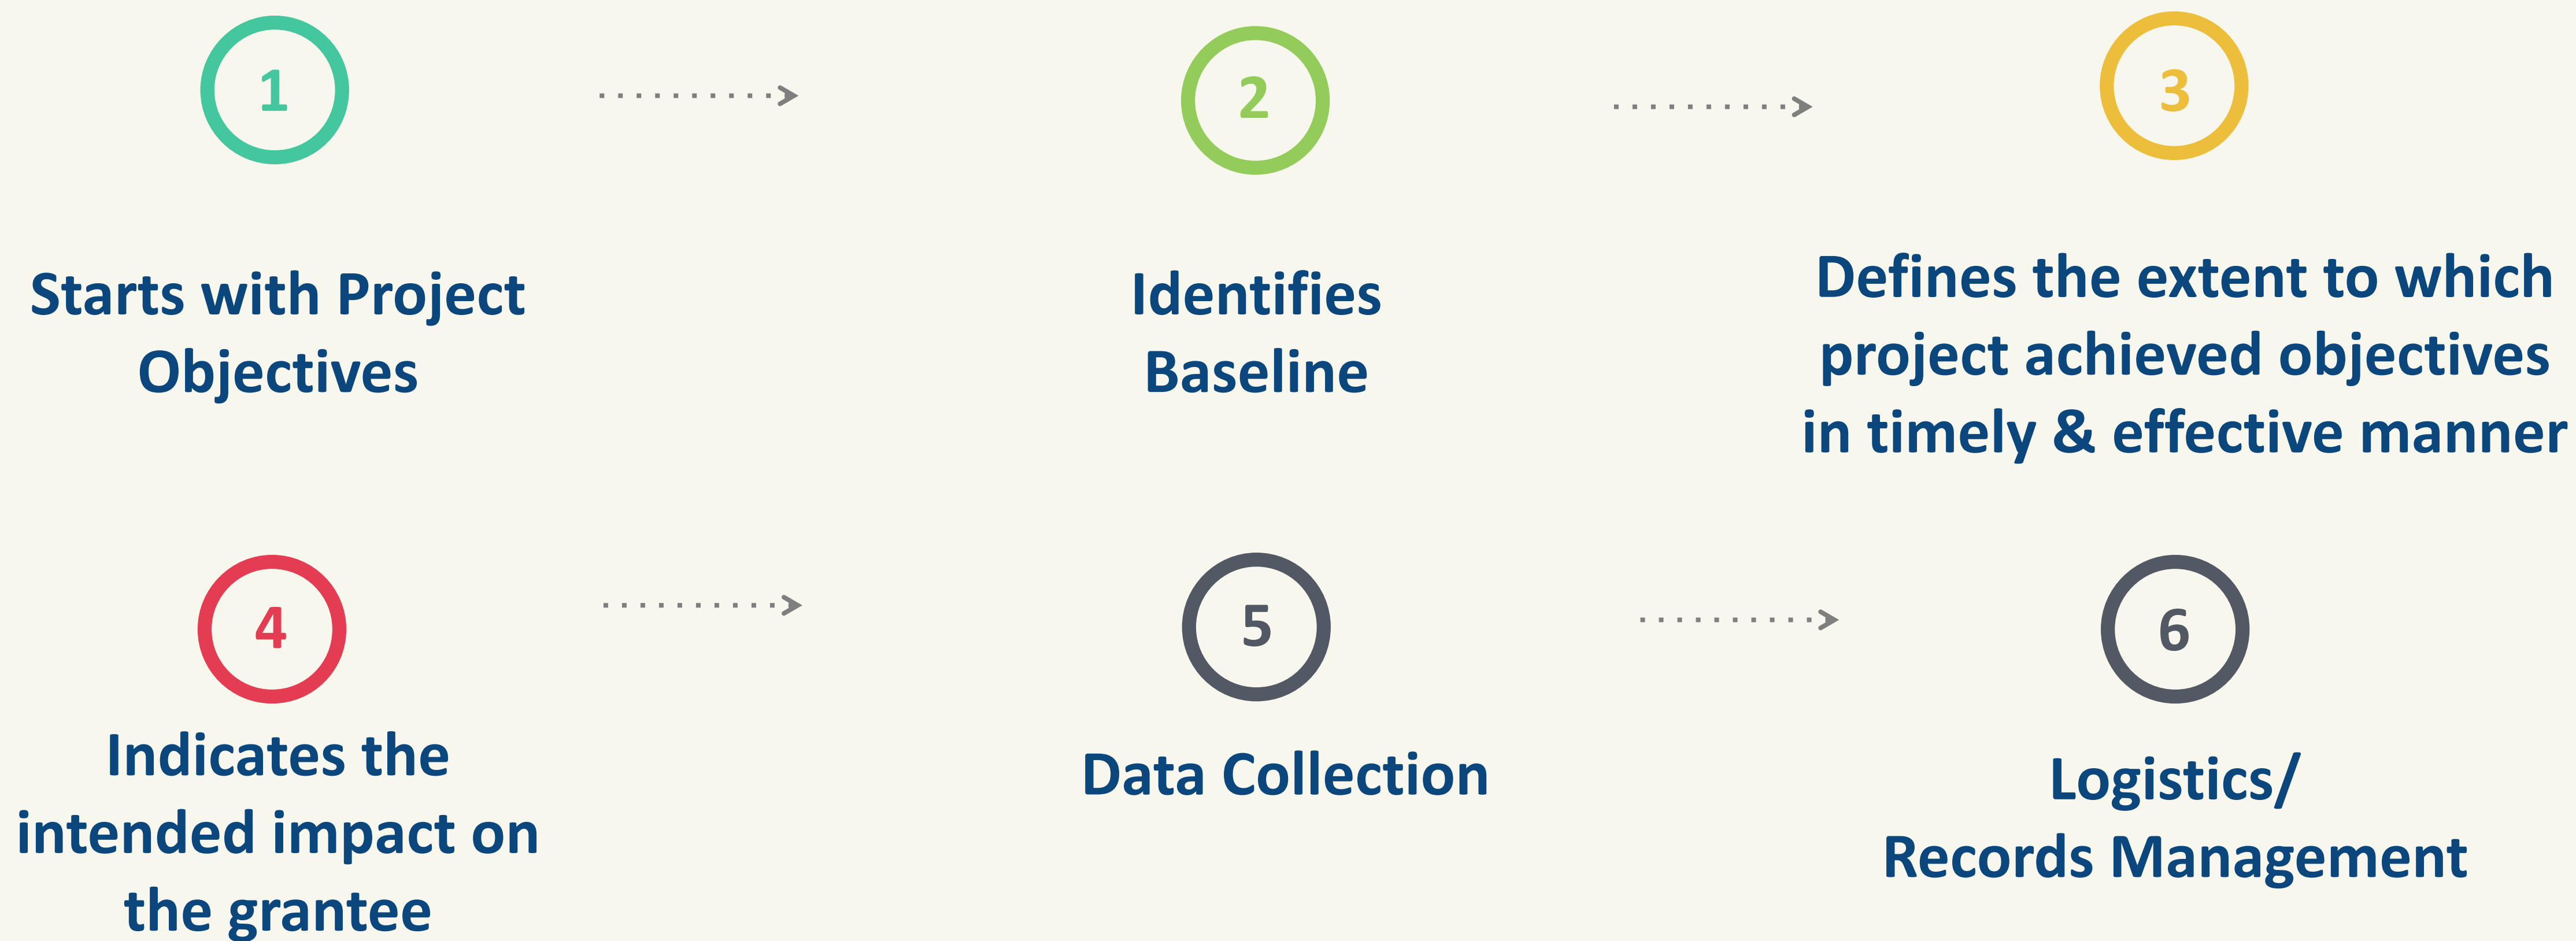 1
2
3
Starts with Project
Objectives
Identifies
Baseline
Defines the extent to which
project achieved objectives
in timely & effective manner
4
5
6
Indicates the
intended impact on
the grantee
Data Collection
Logistics/
Records Management